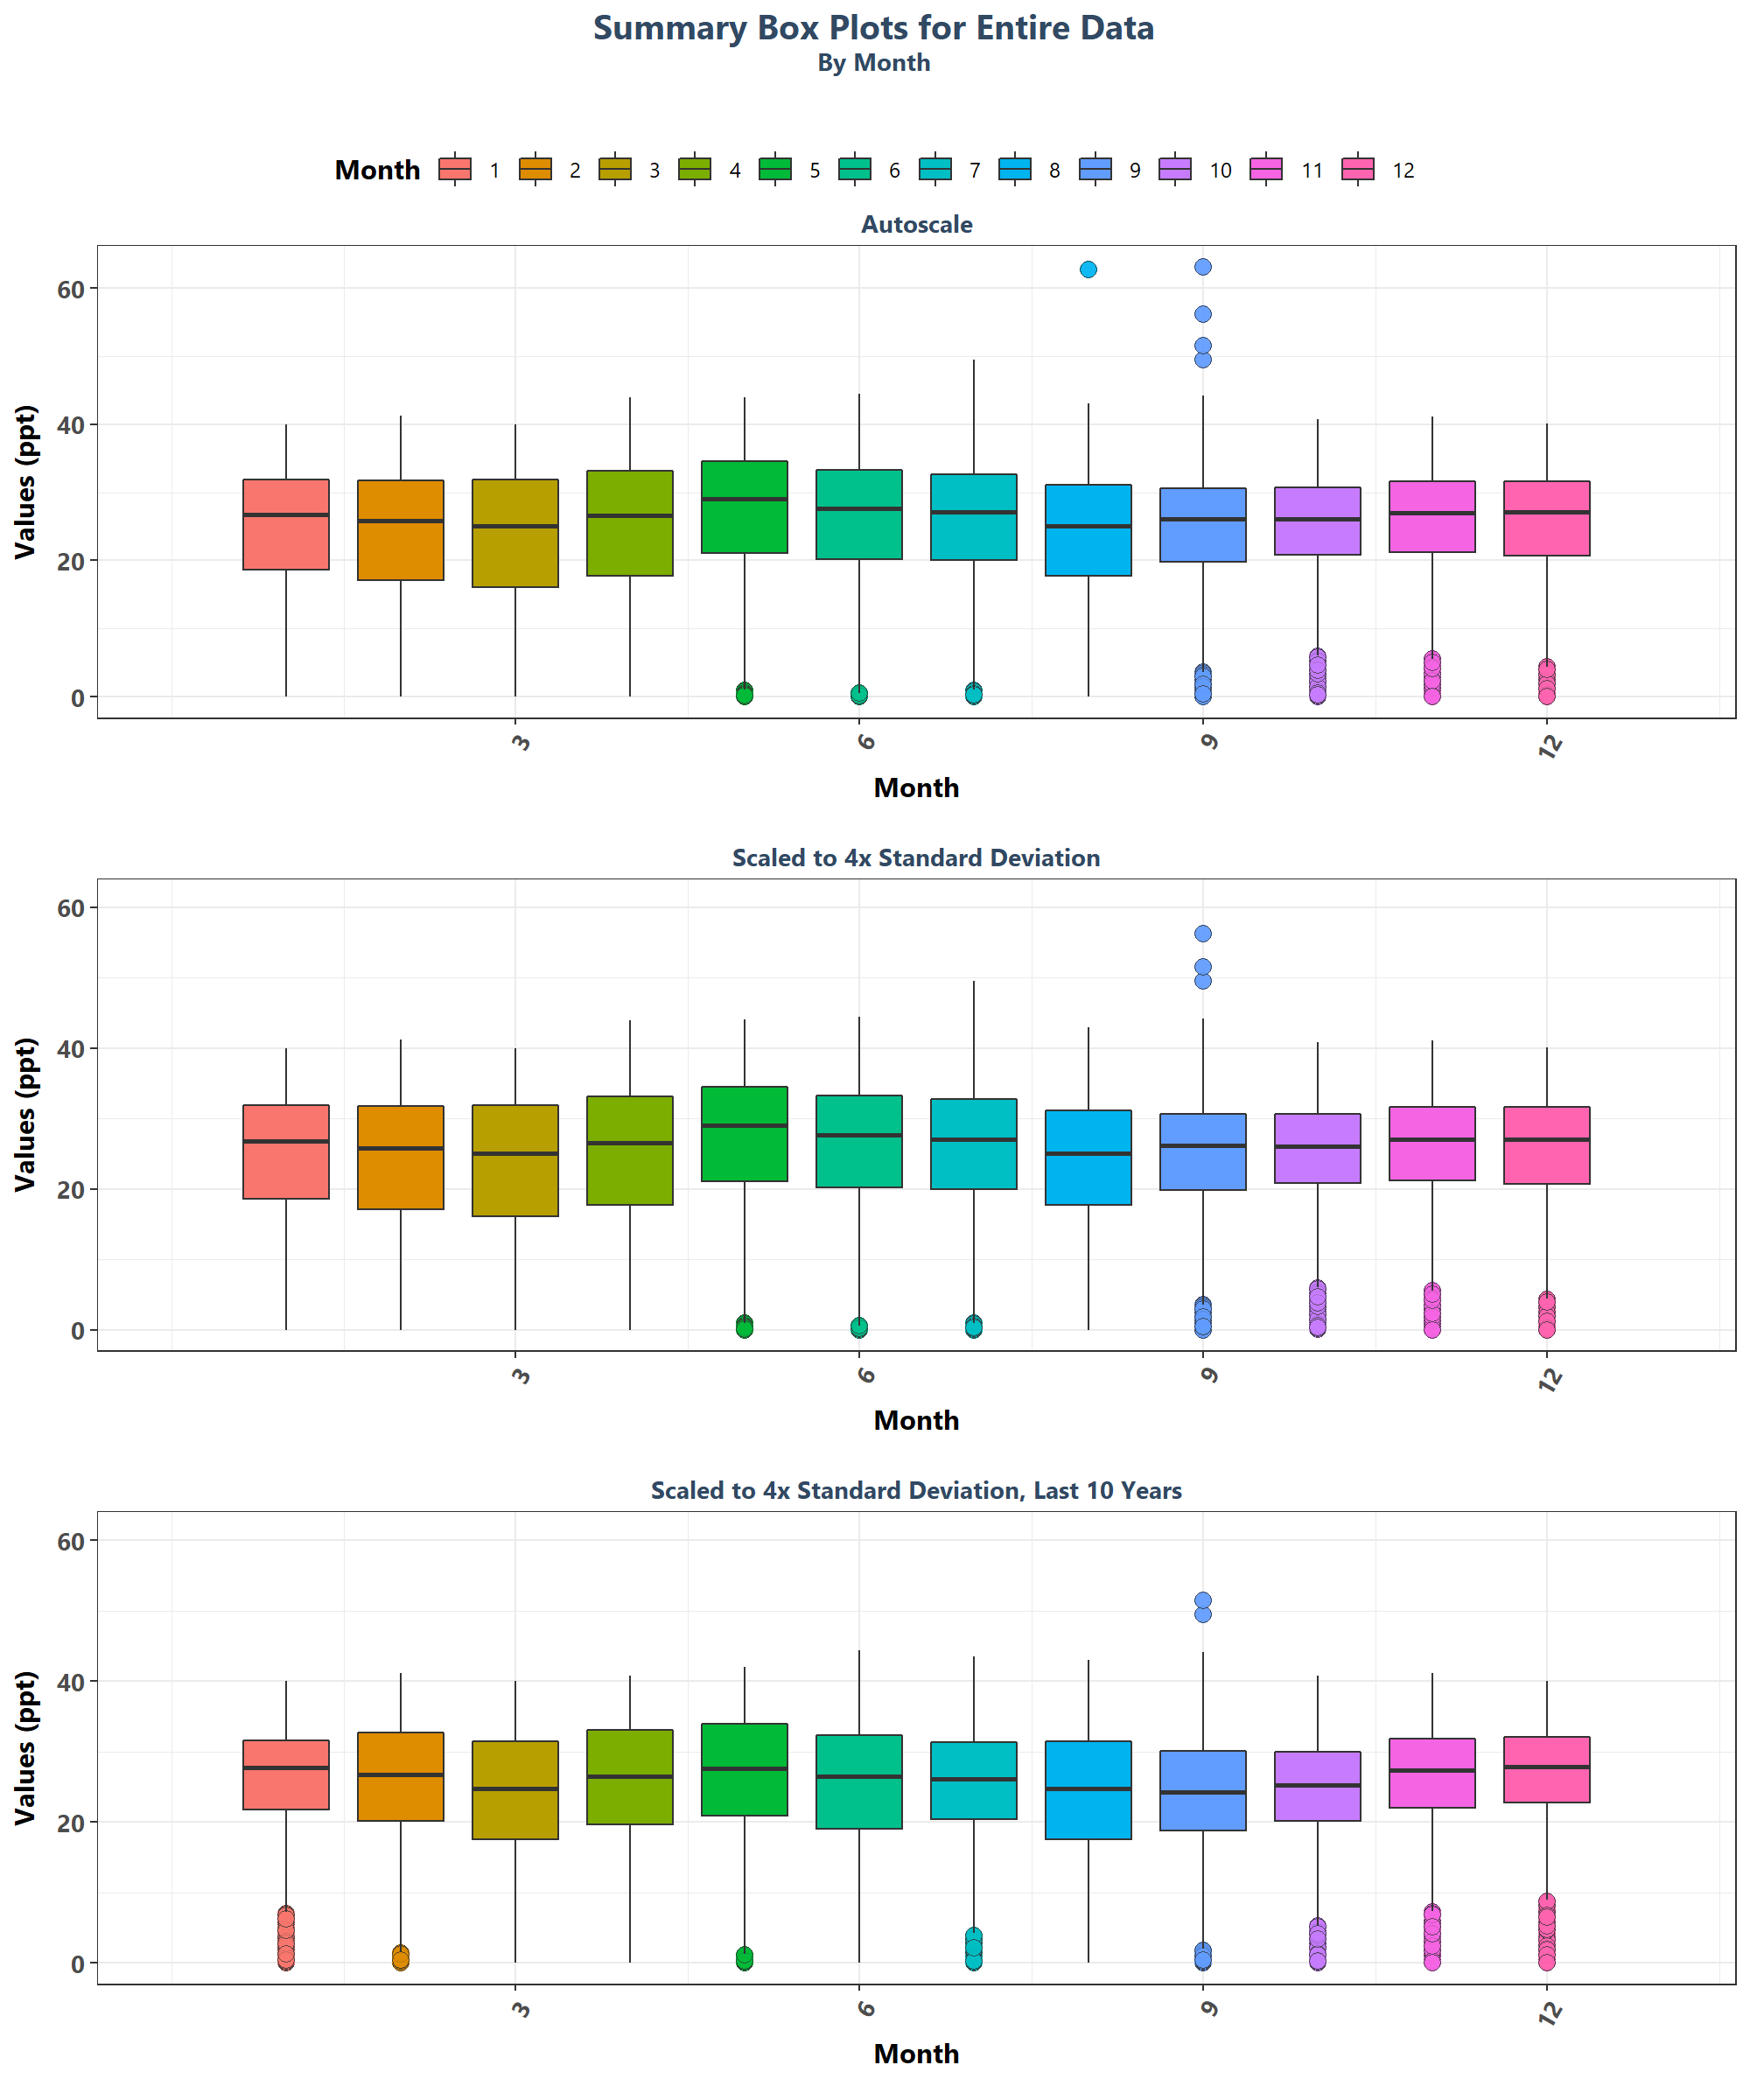 Summary Box Plots for Entire Data
By Month
Month 1 2 3 4 5 6 7 8 9 10 11 12
Autoscale
Values (ppt)
60
40
20
0
3 6 9 12
Month
Scaled to 4x Standard Deviation
Values (ppt)
60
40
20
0
3 6 9 12
Month
Scaled to 4x Standard Deviation, Last 10 Years
Values (ppt)
60
40
20
0
3 6 9 12
Month